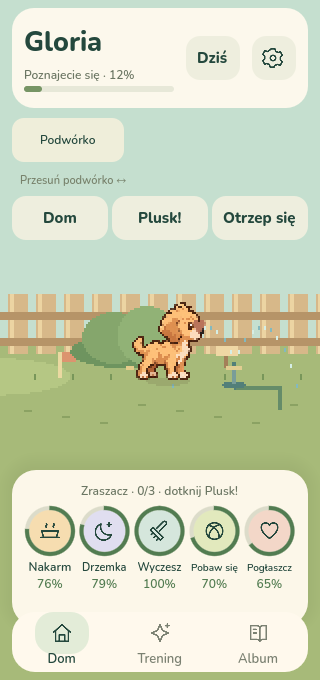 Gloria
Poznajecie się · 12%
Dziś
Podwórko
Przesuń podwórko ↔
Dom
Plusk!
Otrzep się
Zraszacz · 0/3 · dotknij Plusk!
Nakarm
Drzemka
Wyczesz
Pobaw się
Pogłaszcz
76%
79%
100%
70%
65%
Dom
Trening
Album